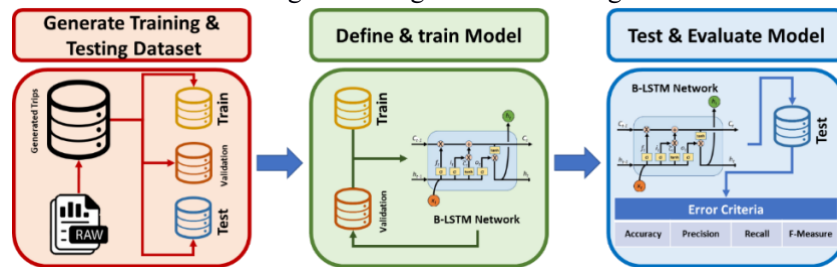 Generate Training &
Testing Dataset
Define & train Model
Test & Evaluate Model
Generated Trips
RAW
Train
Validation
Test
Train
Validation
B-LSTM Network
B-LSTM Network
Test
Error Criteria
Accuracy
Precision
Recall
F-Measure